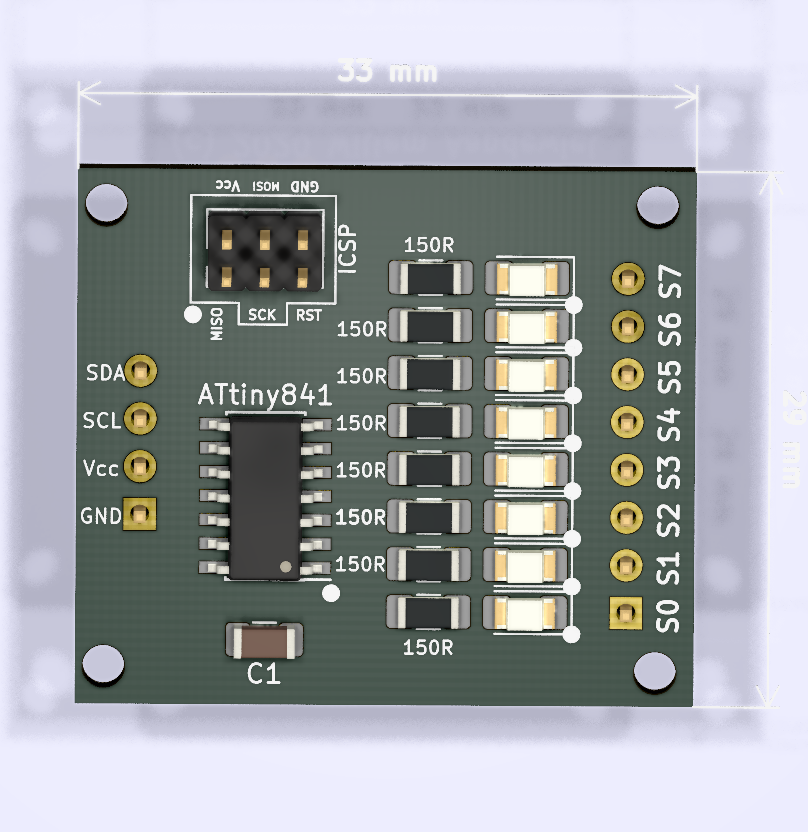 33 mm
Vcc MOSI GND
ICSP
MISO SCK RST
150R
150R
150R
150R
150R
150R
150R
150R
SDA
SCL
Vcc
GND
ATtiny841
C1
S7
S6
S5
S4
S3
S2
S1
S0
29 mm